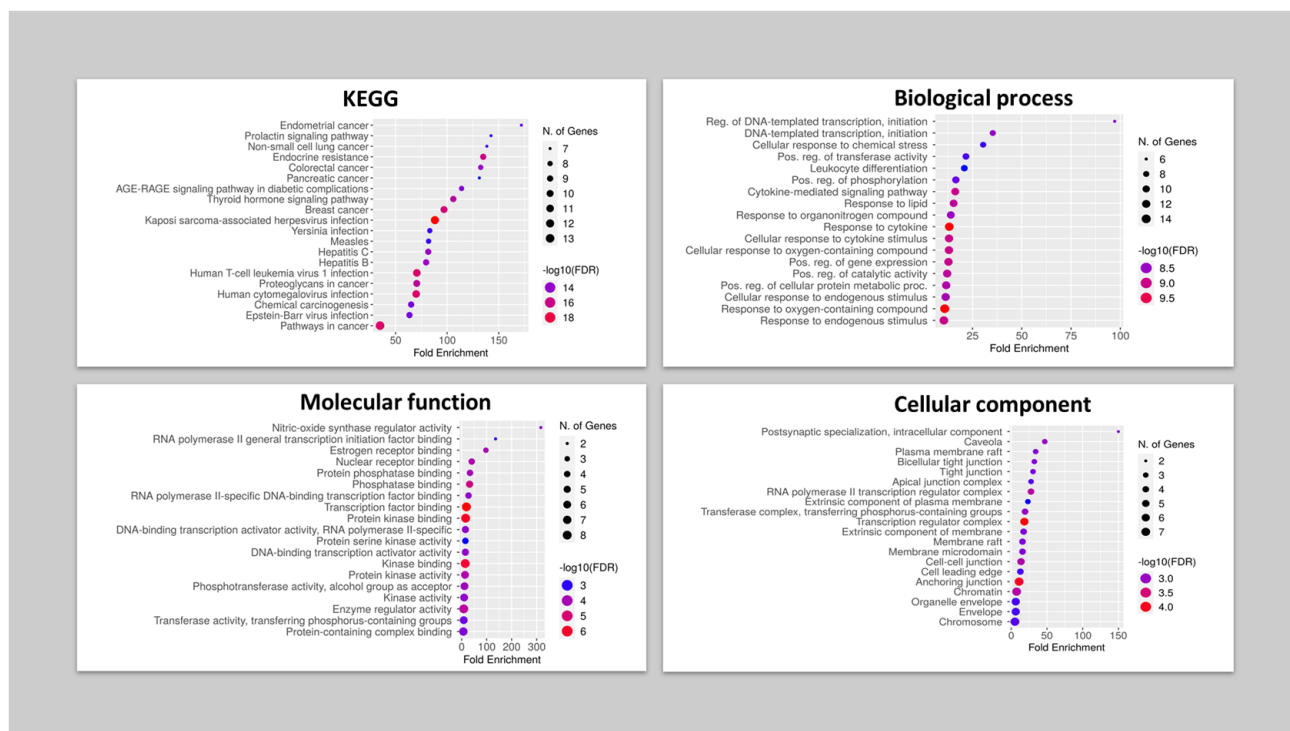 KEGG
Endometrial cancer
Prolactin signaling pathway
Non-small cell lung cancer
Endocrine resistance
Colorectal cancer
Pancreatic cancer
AGE-RAGE signaling pathway in diabetic complications
Thyroid hormone signaling pathway
Breast cancer
Kaposi sarcoma-associated herpesvirus infection
Yersinia infection
Measles
Hepatitis C
Hepatitis B
Human T-cell leukemia virus 1 infection
Proteoglycans in cancer
Human cytomegalovirus infection
Chemical carcinogenesis
Epstein-Barr virus infection
Pathways in cancer
50 100 150
Fold Enrichment
N. of Genes
7
8
9
10
11
12
13
-log10(FDR)
14
16
18
Biological process
Reg. of DNA-templated transcription, initiation
DNA-templated transcription, initiation
Cellular response to chemical stress
Pos. reg. of transferase activity
Leukocyte differentiation
Pos. reg. of phosphorylation
Cytokine-mediated signaling pathway
Response to lipid
Response to organonitrogen compound
Response to cytokine
Cellular response to cytokine stimulus
Cellular response to oxygen-containing compound
Pos. reg. of gene expression
Pos. reg. of catalytic activity
Pos. reg. of cellular protein metabolic proc.
Cellular response to endogenous stimulus
Response to oxygen-containing compound
Response to endogenous stimulus
25 50 75 100
Fold Enrichment
N. of Genes
6
8
10
12
14
-log10(FDR)
8.5
9.0
9.5
Molecular function
Nitric-oxide synthase regulator activity
RNA polymerase II general transcription initiation factor binding
Estrogen receptor binding
Nuclear receptor binding
Protein phosphatase binding
Phosphatase binding
RNA polymerase II-specific DNA-binding transcription factor binding
Transcription factor binding
Protein kinase binding
DNA-binding transcription activator activity, RNA polymerase II-specific
Protein serine kinase activity
DNA-binding transcription activator activity
Kinase binding
Protein kinase activity
Phosphotransferase activity, alcohol group as acceptor
Kinase activity
Enzyme regulator activity
Transferase activity, transferring phosphorus-containing groups
Protein-containing complex binding
0 100 200 300
Fold Enrichment
N. of Genes
2
3
4
5
6
7
8
-log10(FDR)
3
4
5
6
Cellular component
Postsynaptic specialization, intracellular component
Caveola
Plasma membrane raft
Bicellular tight junction
Tight junction
Apical junction complex
RNA polymerase II transcription regulator complex
Extrinsic component of plasma membrane
Transferase complex, transferring phosphorus-containing groups
Transcription regulator complex
Extrinsic component of membrane
Membrane raft
Membrane microdomain
Cell-cell junction
Cell leading edge
Anchoring junction
Chromatin
Organelle envelope
Envelope
Chromosome
0 50 100 150
Fold Enrichment
N. of Genes
2
3
4
5
6
7
-log10(FDR)
3.0
3.5
4.0